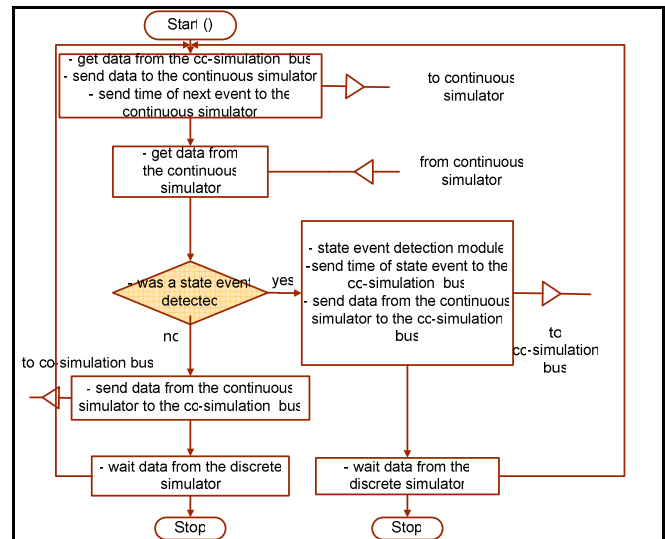 Start ()
- get data from the co-simulation bus
- send data to the continuous simulator
- send time of next event to the
continuous simulator
to continuous
simulator
- get data from
the continuous
simulator
from continuous
simulator
- was a state event
detected
yes
no
- state event detection module
-send time of state event to the
co-simulation bus
- send data from the continuous
simulator to the co-simulation
bus
to
co-simulation
bus
to co-simulation bus
- send data from the continuous
simulator to the co-simulation bus
- wait data from the discrete
simulator
- wait data from the
discrete simulator
Stop
Stop